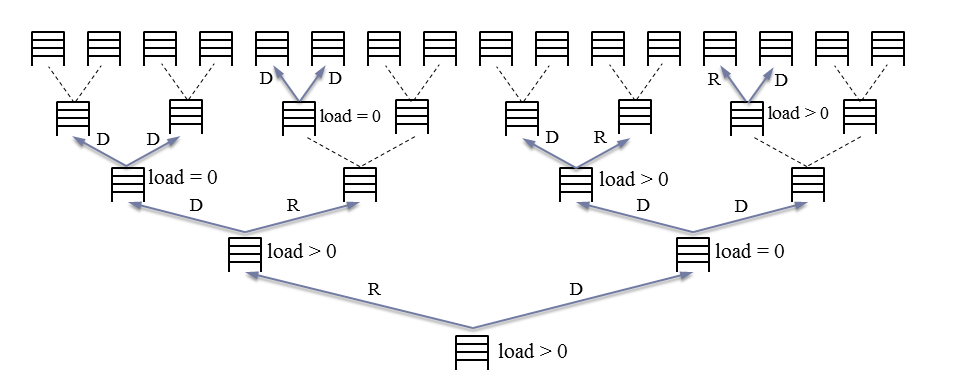 D D R D
load = 0 load > 0
D D D R
load = 0 load > 0
D R D D
load > 0 load = 0
R D
load > 0